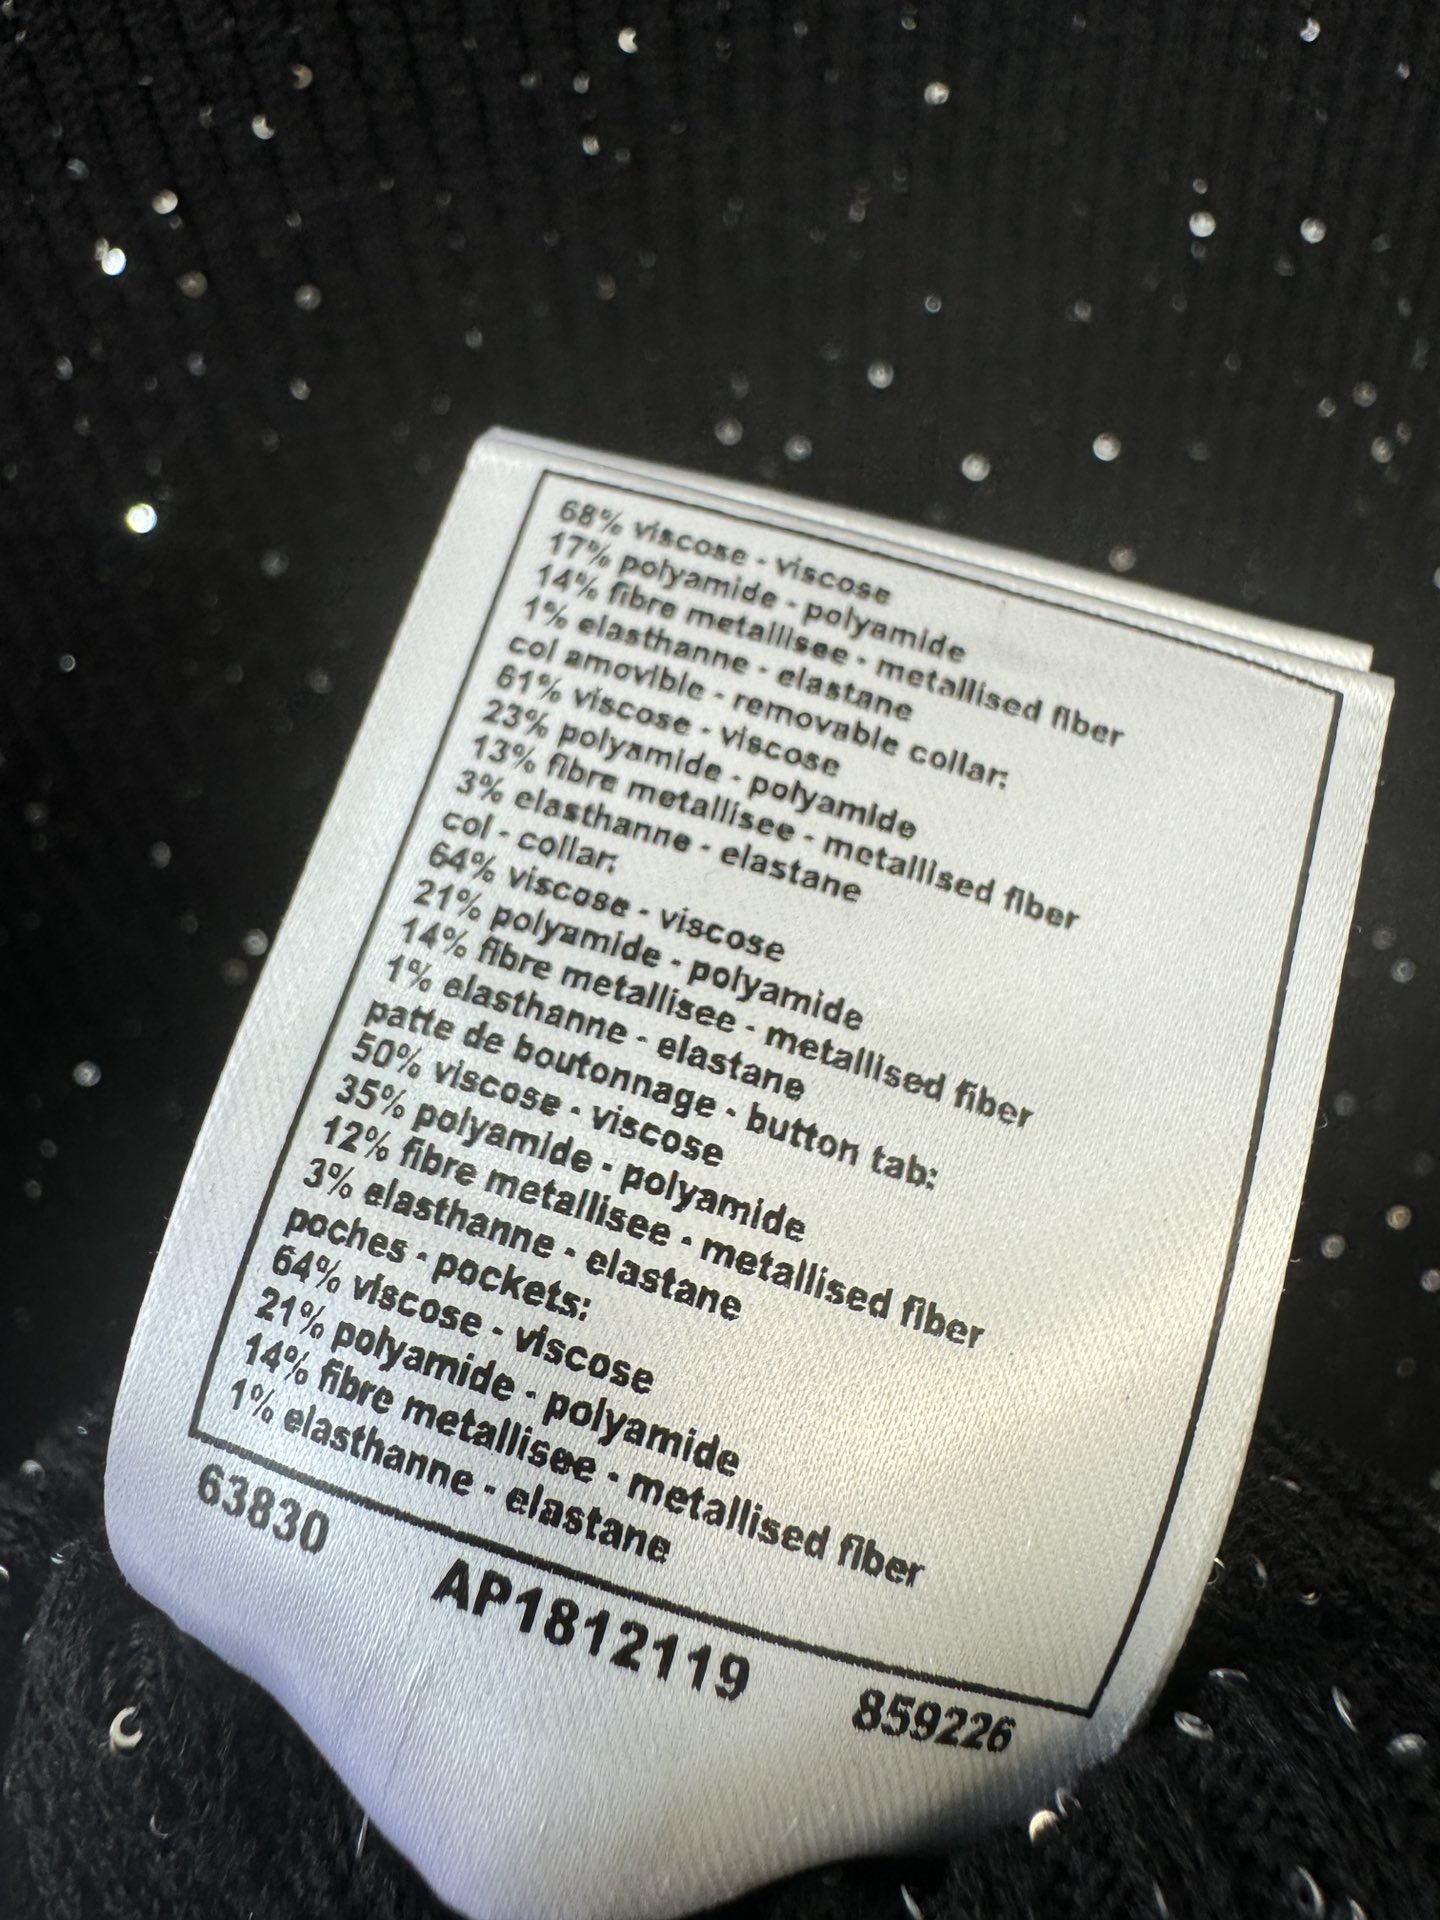 68% viscose - viscose
17% polyamide - polyamide
14% fibre metallisee - metallised fiber
1% elasthanne - elastane
col amovible - removable collar:
61% viscose - viscose
23% polyamide - polyamide
13% fibre metallisee - metallised fiber
3% elasthanne - elastane
col - collar:
64% viscose - viscose
21% polyamide - polyamide
14% fibre metallisee - metallised fiber
1% elasthanne - elastane
patte de boutonnage - button tab:
50% viscose - viscose
35% polyamide - polyamide
12% fibre metallisee - metallised fiber
3% elasthanne - elastane
poches - pockets:
64% viscose - viscose
21% polyamide - polyamide
14% fibre metallisee - metallised fiber
1% elasthanne - elastane
63830 AP1812119 859226